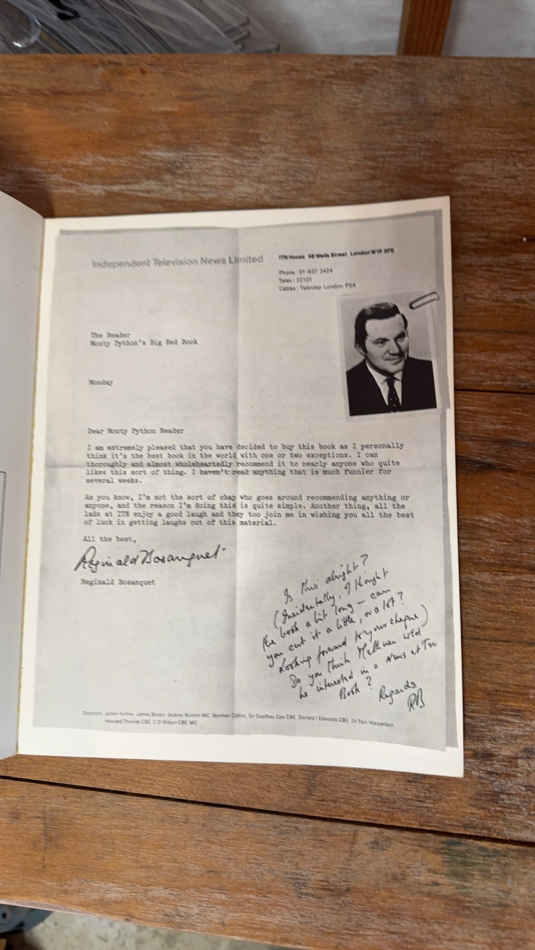 Independent Television News Limited
ITN House 48 Wells Street London W1P 4PE
Phone 01-637 2424
Telex 22101
Cables Telindep London PS4
The Reader
Monty Python's Big Red Book
Monday
Dear Monty Python Reader
I am extremely pleased that you have decided to buy this book as I personally
think it's the best book in the world with one or two exceptions. I can
thoroughly and almost wholeheartedly recommend it to nearly anyone who quite
likes this sort of thing. I haven't read anything that is much funnier for
several weeks.
As you know, I'm not the sort of chap who goes around recommending anything or
anyone, and the reason I'm doing this is quite simple. Another thing, all the
lads at ITN enjoy a good laugh and they too join me in wishing you all the best
of luck in getting laughs out of this material.
All the best,
Reginald Bosanquet
Reginald Bosanquet
Is this alright?
(Incidentally, I thought
the book a bit long – can
you cut it a little, or a lot?
Looking forward to your cheque)
Do you think Methuen wld
be interested in a News at Ten
Book? Regards
RB
Directors